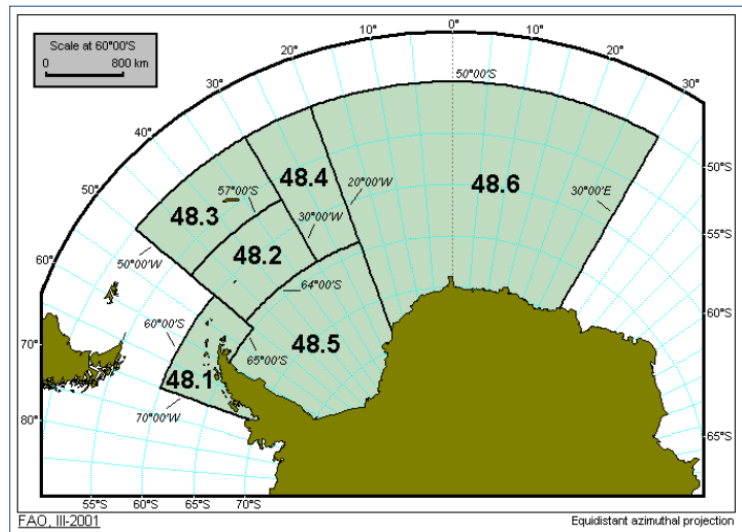 Scale at 60°00'S
0 800 km
0°
10° 10°
20° 20°
30° 30°
40°
50°
60°
70°
80°
50°00'S
50°S
55°S
60°S
65°S
48.3
57°00'S
48.4
20°00'W
48.6
30°00'E
50°00'W
48.2
30°00'W
64°00'S
60°00'S
48.5
65°00'S
48.1
70°00'W
55°S 60°S 65°S 70°S
FAO, III-2001
Equidistant azimuthal projection